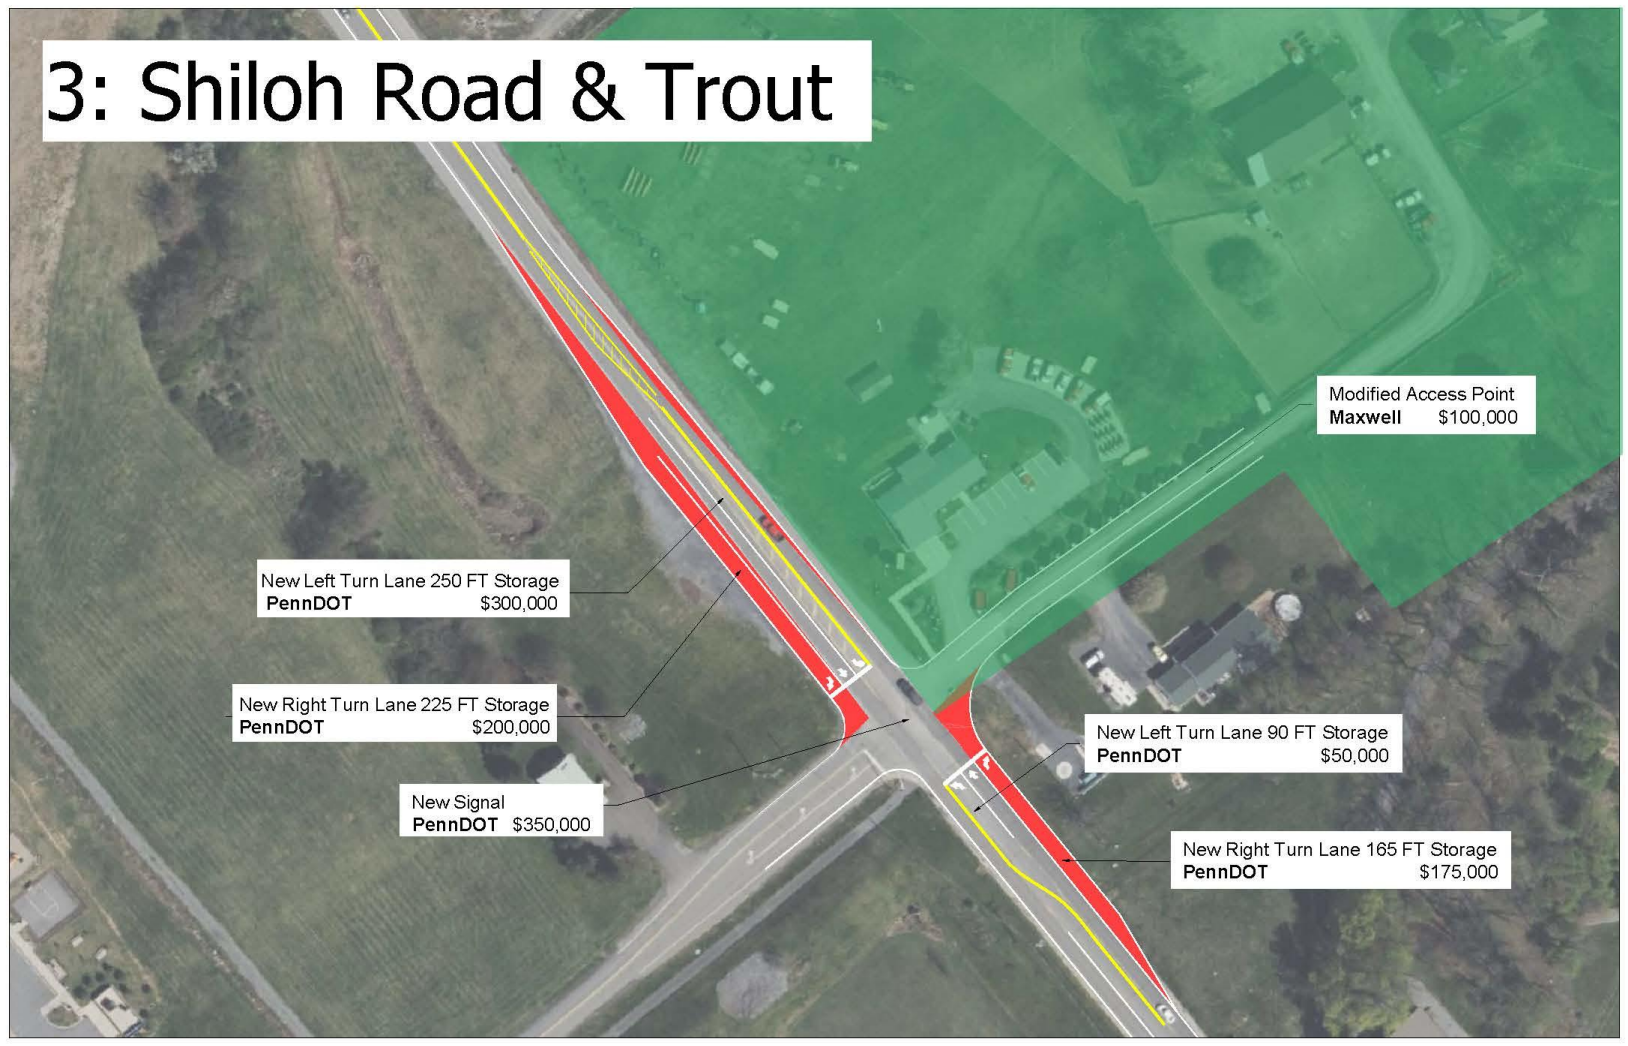 3: Shiloh Road & Trout
Modified Access Point
Maxwell $100,000
New Left Turn Lane 250 FT Storage
PennDOT $300,000
New Right Turn Lane 225 FT Storage
PennDOT $200,000
New Left Turn Lane 90 FT Storage
PennDOT $50,000
New Signal
PennDOT $350,000
New Right Turn Lane 165 FT Storage
PennDOT $175,000